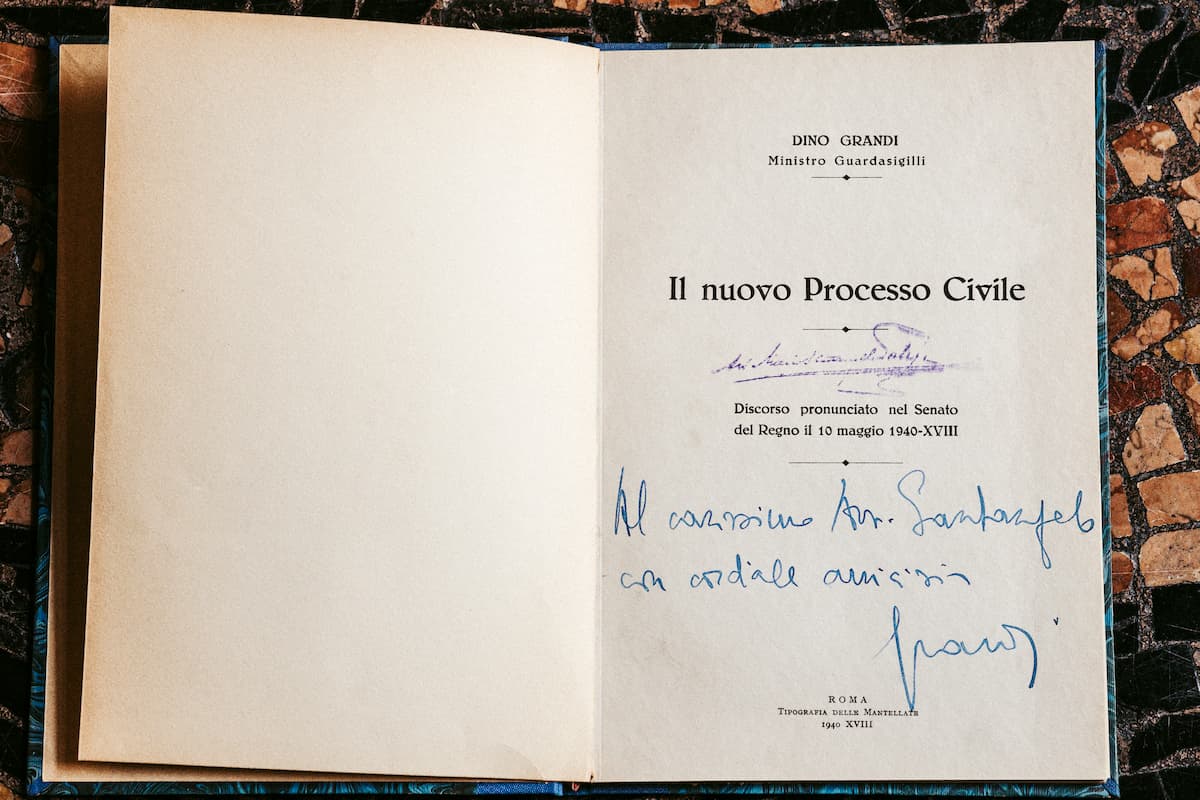 DINO GRANDI
Ministro Guardasigilli
Il nuovo Processo Civile
Discorso pronunciato nel Senato
del Regno il 10 maggio 1940-XVIII
Al carissimo Avv. Santangelo
con cordiale amicizia
Grandi
ROMA
TIPOGRAFIA DELLE MANTELLATE
1940 XVIII